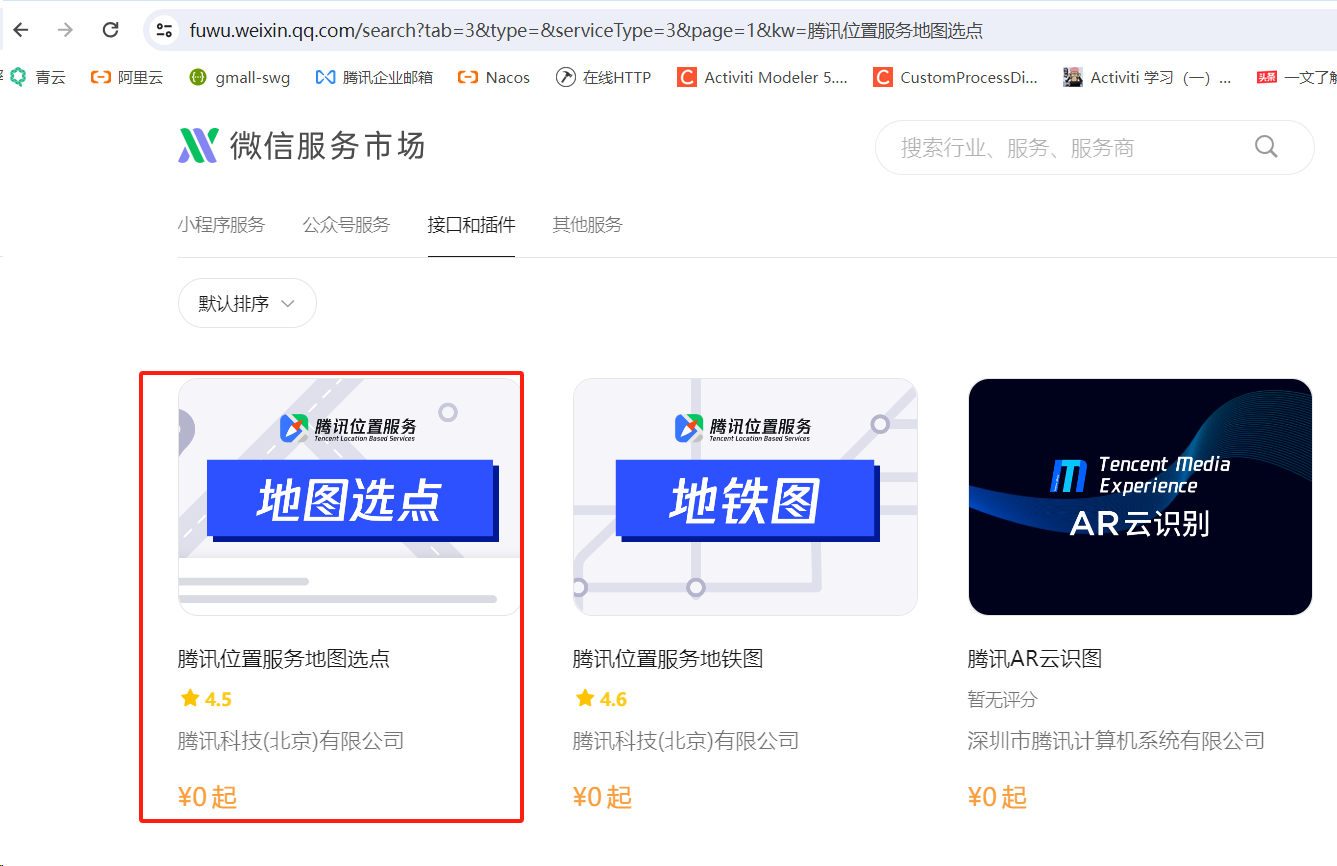 fuwu.weixin.qq.com/search?tab=3&type=&serviceType=3&page=1&kw=腾讯位置服务地图选点
青云 阿里云 gmall-swg 腾讯企业邮箱 Nacos 在线HTTP Activiti Modeler 5.... CustomProcessDi... Activiti 学习（一）... 头条 一文了解
微信服务市场
搜索行业、服务、服务商
小程序服务 公众号服务 接口和插件 其他服务
默认排序
腾讯位置服务
Tencent Location Based Services
地图选点
腾讯位置服务地图选点
4.5
腾讯科技(北京)有限公司
¥0 起
腾讯位置服务
Tencent Location Based Services
地铁图
腾讯位置服务地铁图
4.6
腾讯科技(北京)有限公司
¥0 起
Tencent Media
Experience
AR云识别
腾讯AR云识图
暂无评分
深圳市腾讯计算机系统有限公司
¥0 起